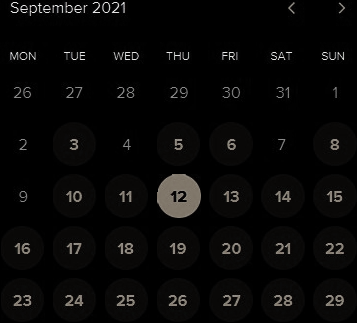 September 2021
MON TUE WED THU FRI SAT SUN
26 27 28 29 30 31 1
2 3 4 5 6 7 8
9 10 11 12 13 14 15
16 17 18 19 20 21 22
23 24 25 26 27 28 29